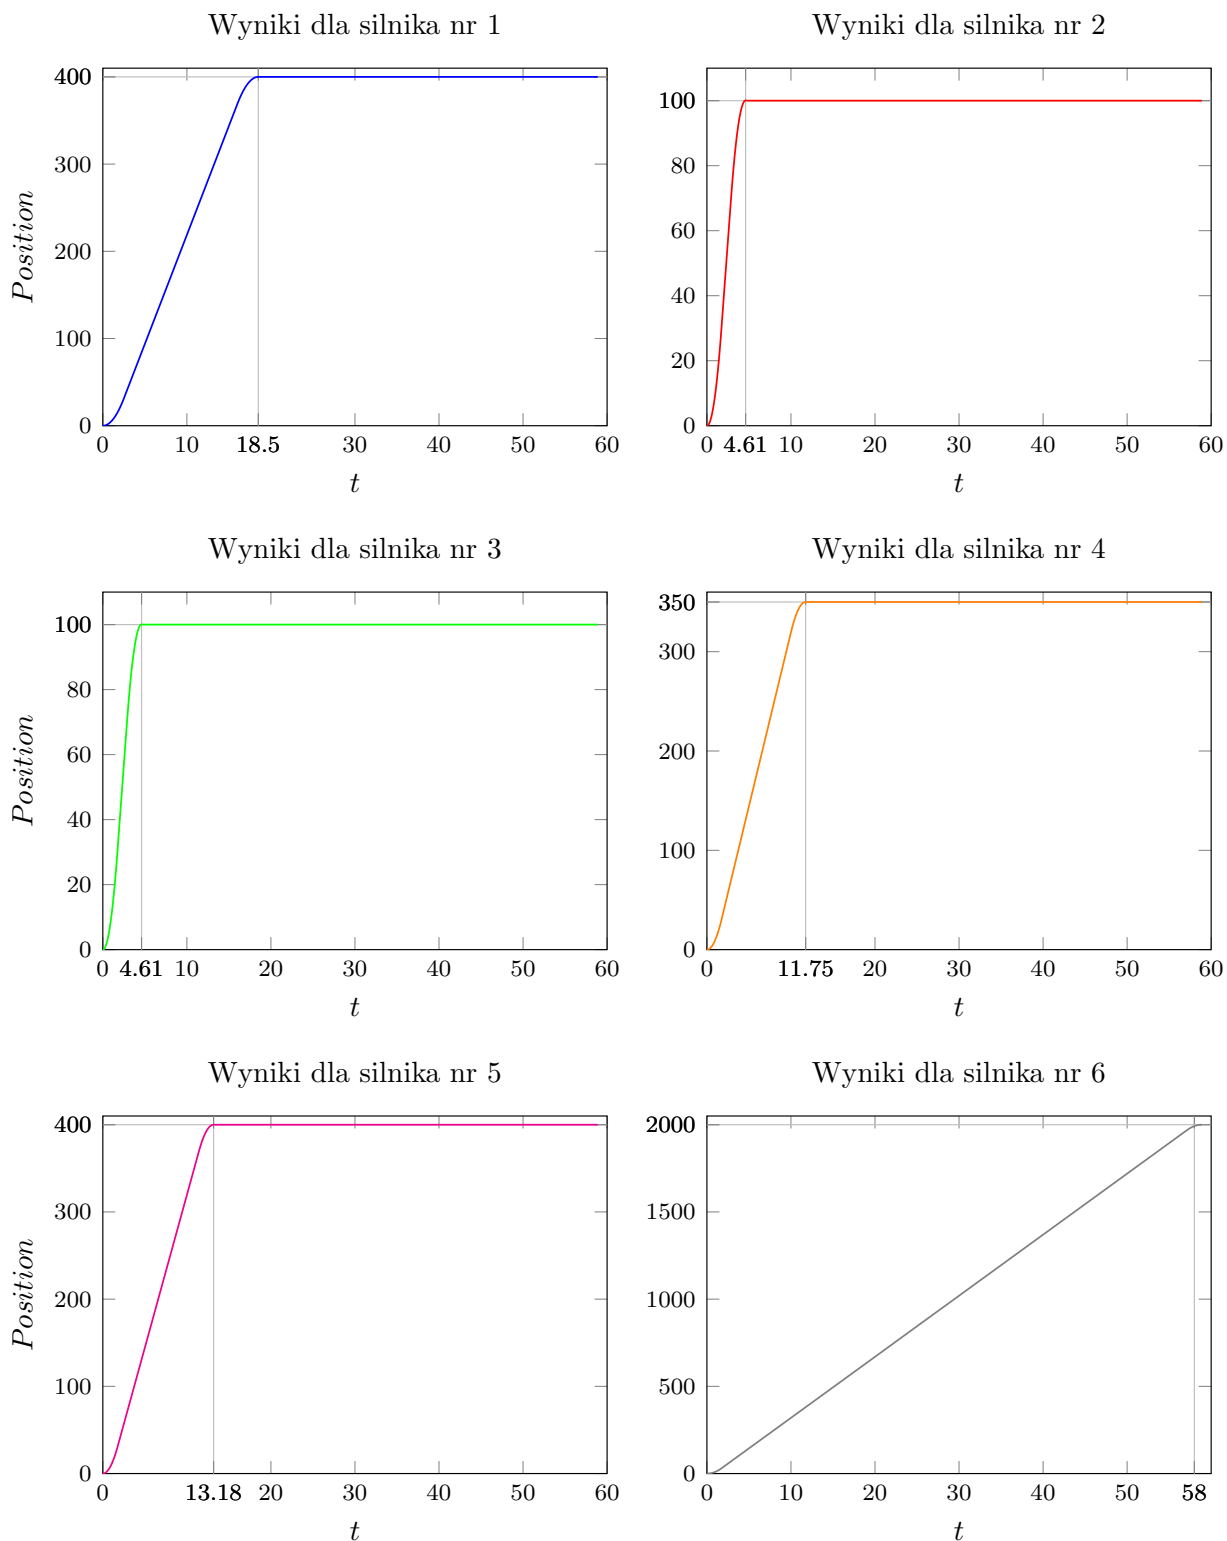 Wyniki dla silnika nr 1
400
300
200
100
0
Position
0 10 18.5 30 40 50 60
t
Wyniki dla silnika nr 2
100
80
60
40
20
0
0 4.61 10 20 30 40 50 60
t
Wyniki dla silnika nr 3
100
80
60
40
20
0
Position
0 4.61 10 20 30 40 50 60
t
Wyniki dla silnika nr 4
350
300
200
100
0
0 11.75 20 30 40 50 60
t
Wyniki dla silnika nr 5
400
300
200
100
0
Position
0 13.18 20 30 40 50 60
t
Wyniki dla silnika nr 6
2000
1500
1000
500
0
0 10 20 30 40 50 58
t